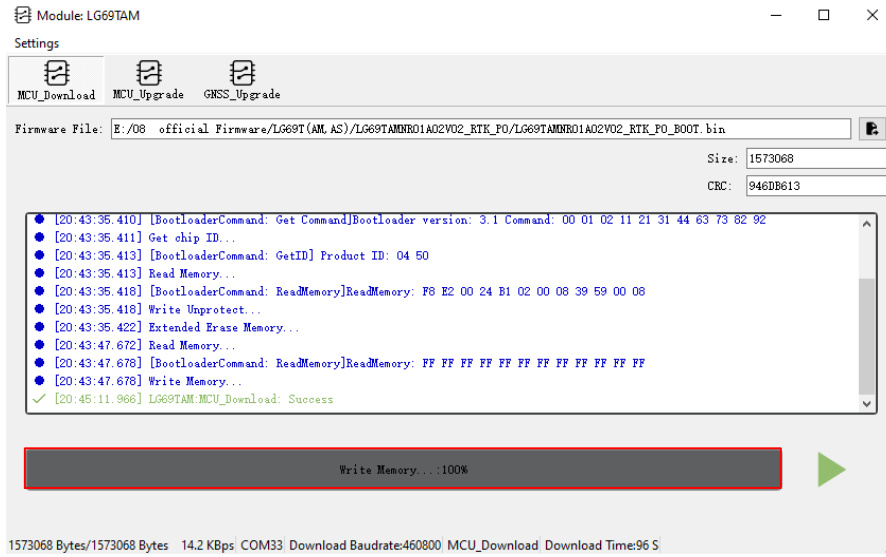 Module: LG69TAM
Settings
MCU_Download MCU_Upgrade GNSS_Upgrade
Firmware File: E:/08 official Firmware/LG69T(AM,AS)/LG69TAMNR01A02V02_RTK_P0/LG69TAMNR01A02V02_RTK_P0_BOOT.bin
Size: 1573068
CRC: 946DB613
[20:43:35.410] [BootloaderCommand: Get Command]Bootloader version: 3.1 Command: 00 01 02 11 21 31 44 63 73 82 92
[20:43:35.411] Get chip ID...
[20:43:35.413] [BootloaderCommand: GetID] Product ID: 04 50
[20:43:35.413] Read Memory...
[20:43:35.418] [BootloaderCommand: ReadMemory]ReadMemory: F8 E2 00 24 B1 02 00 08 39 59 00 08
[20:43:35.418] Write Unprotect...
[20:43:35.422] Extended Erase Memory...
[20:43:47.672] Read Memory...
[20:43:47.678] [BootloaderCommand: ReadMemory]ReadMemory: FF FF FF FF FF FF FF FF FF FF FF FF
[20:43:47.678] Write Memory...
[20:45:11.966] LG69TAM:MCU_Download: Success
Write Memory...:100%
1573068 Bytes/1573068 Bytes 14.2 KBps COM33 Download Baudrate:460800 MCU_Download Download Time:96 S